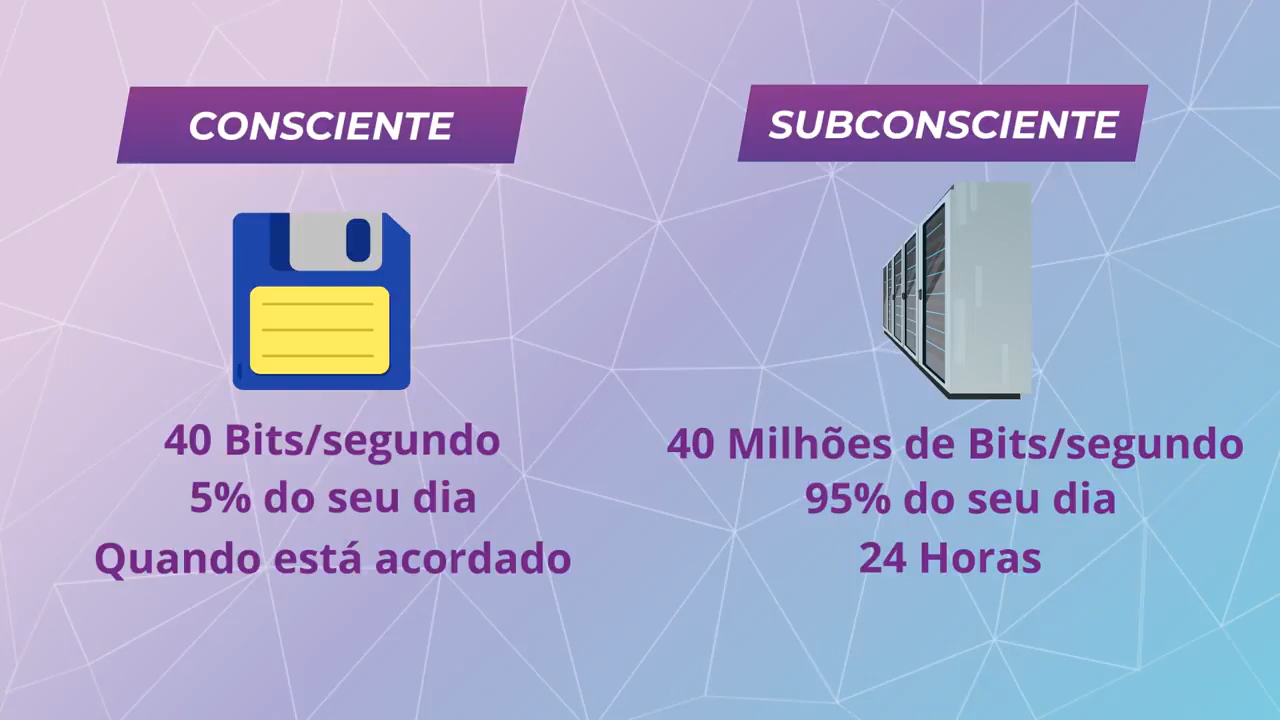 CONSCIENTE
40 Bits/segundo
5% do seu dia
Quando está acordado
SUBCONSCIENTE
40 Milhões de Bits/segundo
95% do seu dia
24 Horas